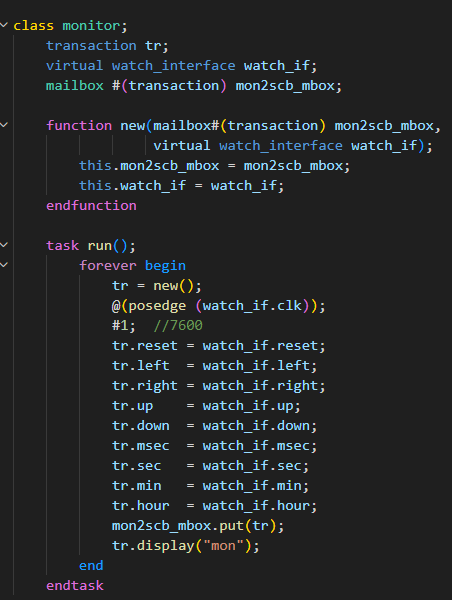 class monitor;
    transaction tr;
    virtual watch_interface watch_if;
    mailbox #(transaction) mon2scb_mbox;

    function new(mailbox#(transaction) mon2scb_mbox,
                 virtual watch_interface watch_if);
        this.mon2scb_mbox = mon2scb_mbox;
        this.watch_if = watch_if;
    endfunction

    task run();
        forever begin
            tr = new();
            @(posedge (watch_if.clk));
            #1;  //7600
            tr.reset = watch_if.reset;
            tr.left  = watch_if.left;
            tr.right = watch_if.right;
            tr.up    = watch_if.up;
            tr.down  = watch_if.down;
            tr.msec  = watch_if.msec;
            tr.sec   = watch_if.sec;
            tr.min   = watch_if.min;
            tr.hour  = watch_if.hour;
            mon2scb_mbox.put(tr);
            tr.display("mon");
        end
    endtask